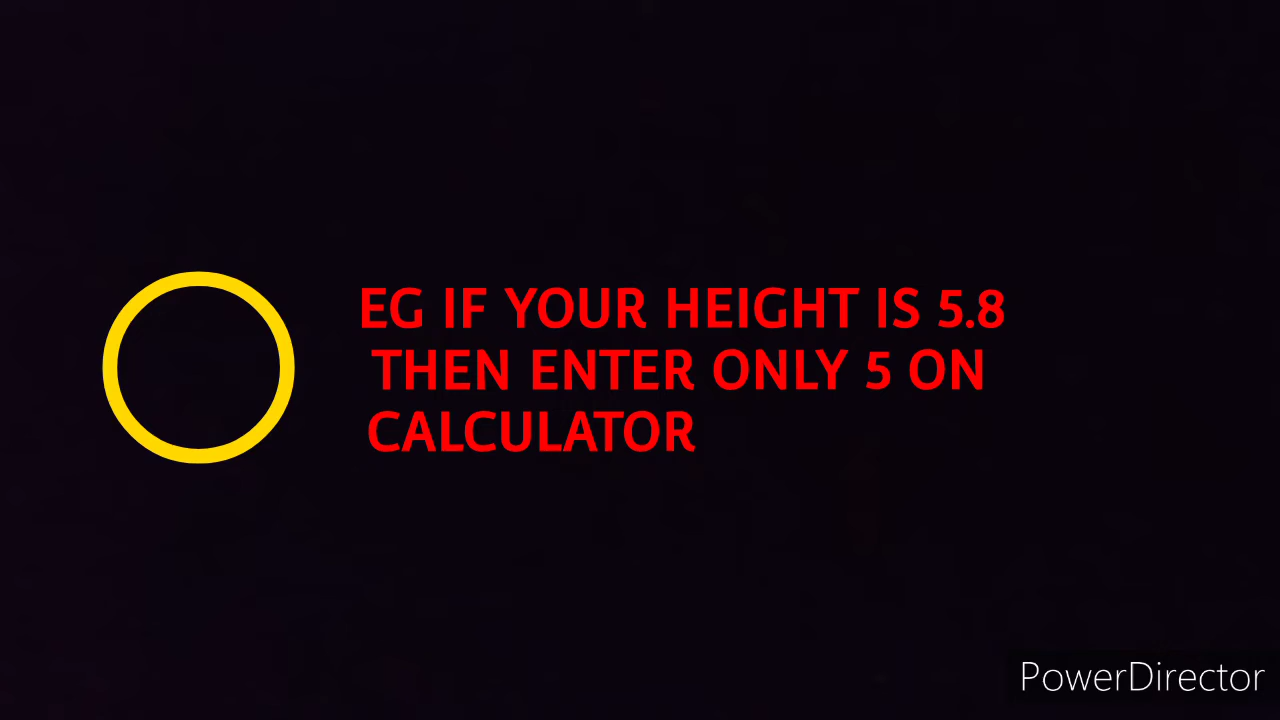 EG IF YOUR HEIGHT IS 5.8
THEN ENTER ONLY 5 ON
CALCULATOR
PowerDirector